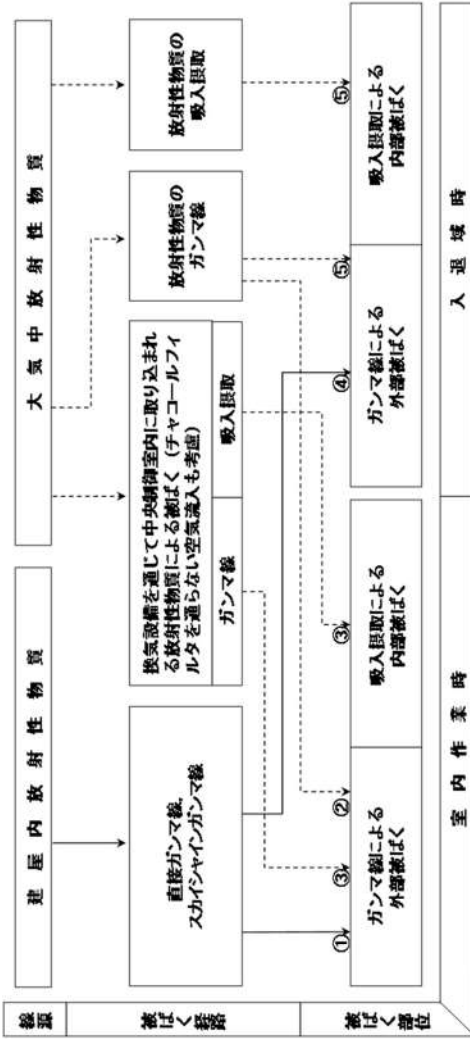 線源
建屋内放射性物質
大気中放射性物質
被ばく経路
直接ガンマ線,
スカイシャインガンマ線
換気設備を通じて中央制御室内に取り込まれ
る放射性物質による被ばく（チャコールフィ
ルタを通らない空気流入も考慮）
ガンマ線
吸入摂取
放射性物質の
ガンマ線
放射性物質の
吸入摂取
被ばく部位
①
③
②
③
④
⑤
⑤
ガンマ線による
外部被ばく
吸入摂取による
内部被ばく
ガンマ線による
外部被ばく
吸入摂取による
内部被ばく
室内作業時
入退域時